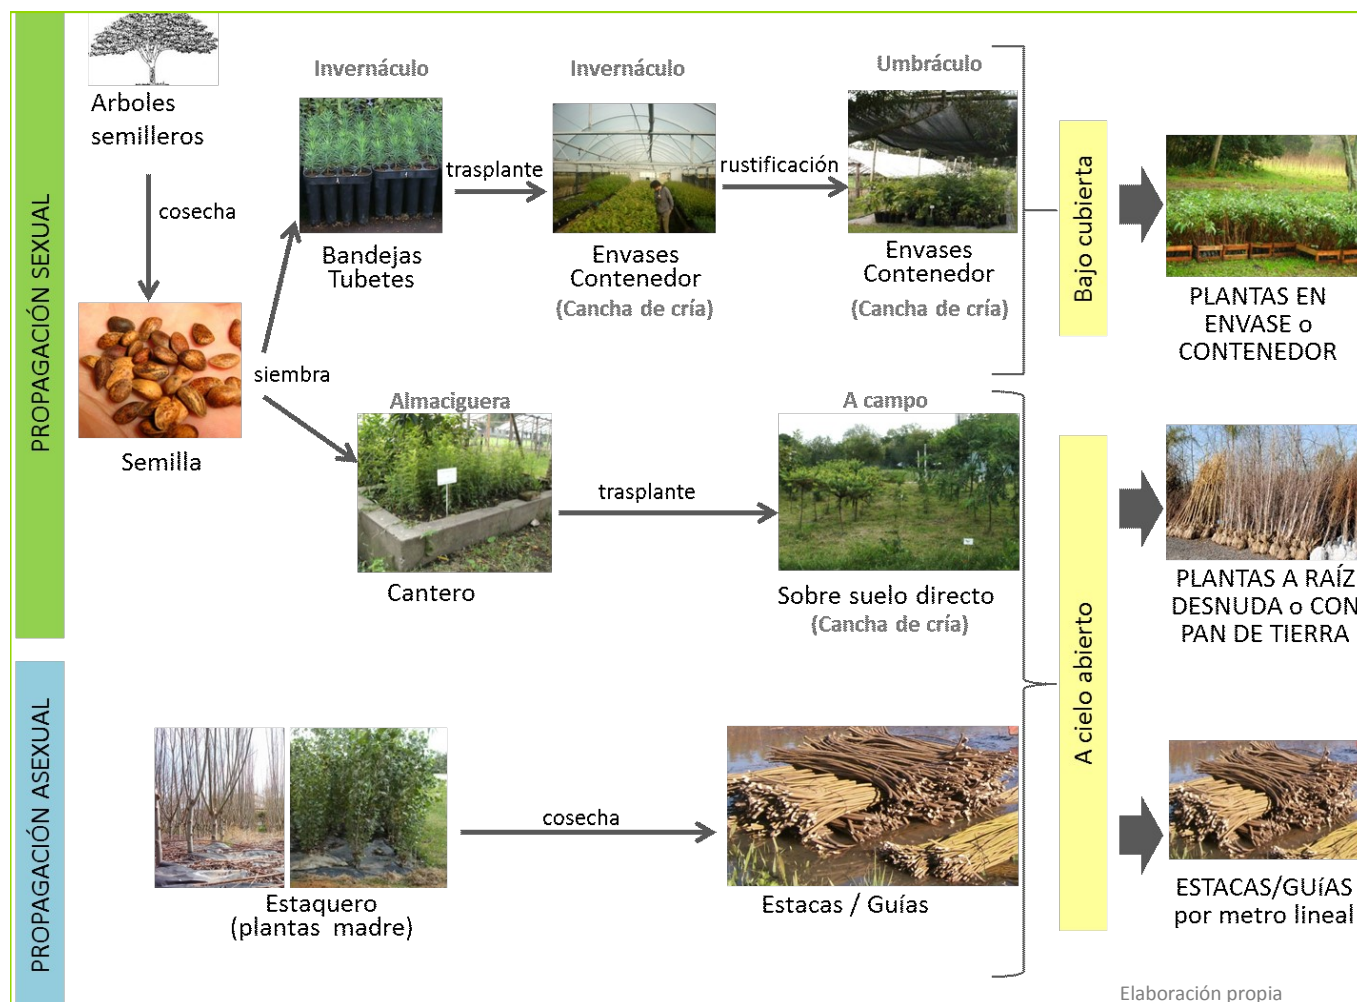 PROPAGACIÓN SEXUAL
Arboles
semilleros
cosecha
Semilla
siembra
Invernáculo
Bandejas
Tubetes
trasplante
Invernáculo
Envases
Contenedor
(Cancha de cría)
rustificación
Umbráculo
Envases
Contenedor
(Cancha de cría)
Bajo cubierta
PLANTAS EN
ENVASE o
CONTENEDOR
Almaciguera
Cantero
trasplante
A campo
Sobre suelo directo
(Cancha de cría)
A cielo abierto
PLANTAS A RAÍZ
DESNUDA o CON
PAN DE TIERRA
PROPAGACIÓN ASEXUAL
Estaquero
(plantas madre)
cosecha
Estacas / Guías
ESTACAS/GUíAS
por metro lineal
Elaboración propia